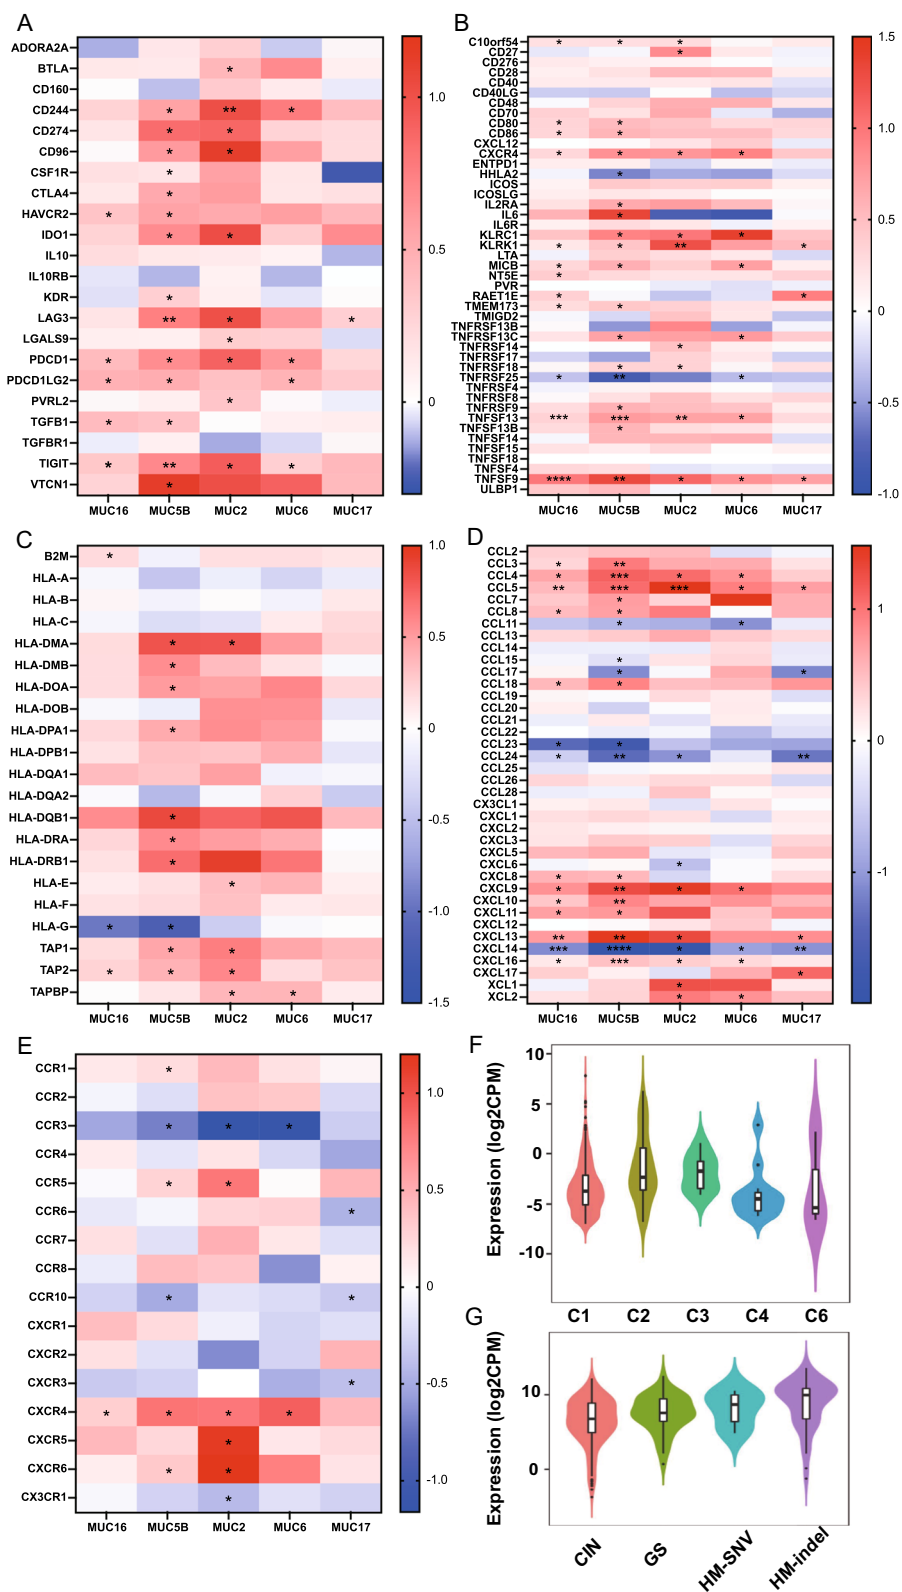 A
ADORA2A
BTLA
CD160
CD244
CD274
CD96
CSF1R
CTLA4
HAVCR2
IDO1
IL10
IL10RB
KDR
LAG3
LGALS9
PDCD1
PDCD1LG2
PVRL2
TGFB1
TGFBR1
TIGIT
VTCN1
MUC16 MUC5B MUC2 MUC6 MUC17
1.0
0.5
0
B
C10orf54
CD27
CD276
CD28
CD40
CD40LG
CD48
CD70
CD80
CD86
CXCL12
CXCR4
ENTPD1
HHLA2
ICOS
ICOSLG
IL2RA
IL6
IL6R
KLRC1
KLRK1
LTA
MICB
NT5E
PVR
RAET1E
TMEM173
TMIGD2
TNFRSF13B
TNFRSF13C
TNFRSF14
TNFRSF17
TNFRSF18
TNFRSF25
TNFRSF4
TNFRSF8
TNFRSF9
TNFSF13
TNFSF13B
TNFSF14
TNFSF15
TNFSF18
TNFSF4
TNFSF9
ULBP1
MUC16 MUC5B MUC2 MUC6 MUC17
1.5
1.0
0.5
0
-0.5
-1.0
C
B2M
HLA-A
HLA-B
HLA-C
HLA-DMA
HLA-DMB
HLA-DOA
HLA-DOB
HLA-DPA1
HLA-DPB1
HLA-DQA1
HLA-DQA2
HLA-DQB1
HLA-DRA
HLA-DRB1
HLA-E
HLA-F
HLA-G
TAP1
TAP2
TAPBP
MUC16 MUC5B MUC2 MUC6 MUC17
1.0
0.5
0
-0.5
-1.0
-1.5
D
CCL2
CCL3
CCL4
CCL5
CCL7
CCL8
CCL11
CCL13
CCL14
CCL15
CCL17
CCL18
CCL19
CCL20
CCL21
CCL22
CCL23
CCL24
CCL25
CCL26
CCL28
CX3CL1
CXCL1
CXCL2
CXCL3
CXCL5
CXCL6
CXCL8
CXCL9
CXCL10
CXCL11
CXCL12
CXCL13
CXCL14
CXCL16
CXCL17
XCL1
XCL2
MUC16 MUC5B MUC2 MUC6 MUC17
1
0
-1
E
CCR1
CCR2
CCR3
CCR4
CCR5
CCR6
CCR7
CCR8
CCR10
CXCR1
CXCR2
CXCR3
CXCR4
CXCR5
CXCR6
CX3CR1
MUC16 MUC5B MUC2 MUC6 MUC17
1.0
0.5
0
-0.5
-1.0
F
Expression (log2CPM)
10
5
0
-5
-10
C1 C2 C3 C4 C6
G
Expression (log2CPM)
10
0
CIN GS HM-SNV HM-indel